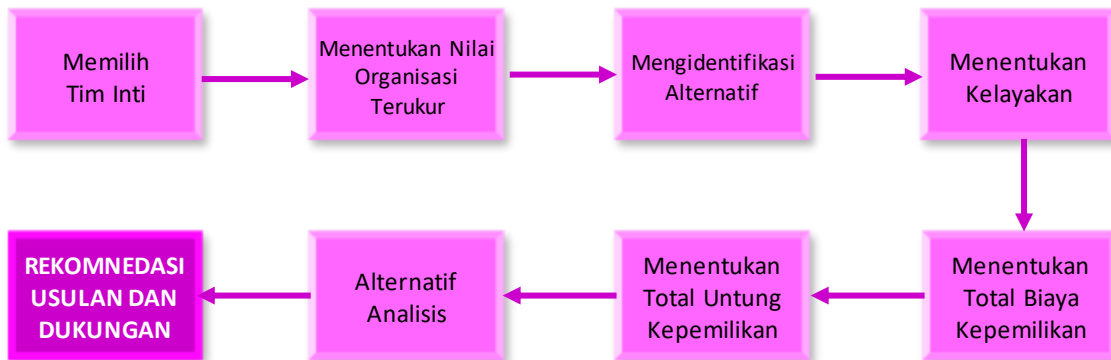 Memilih
Tim Inti
Menentukan Nilai
Organisasi
Terukur
Mengidentifikasi
Alternatif
Menentukan
Kelayakan
REKOMNEDASI
USULAN DAN
DUKUNGAN
Alternatif
Analisis
Menentukan
Total Untung
Kepemilikan
Menentukan
Total Biaya
Kepemilikan